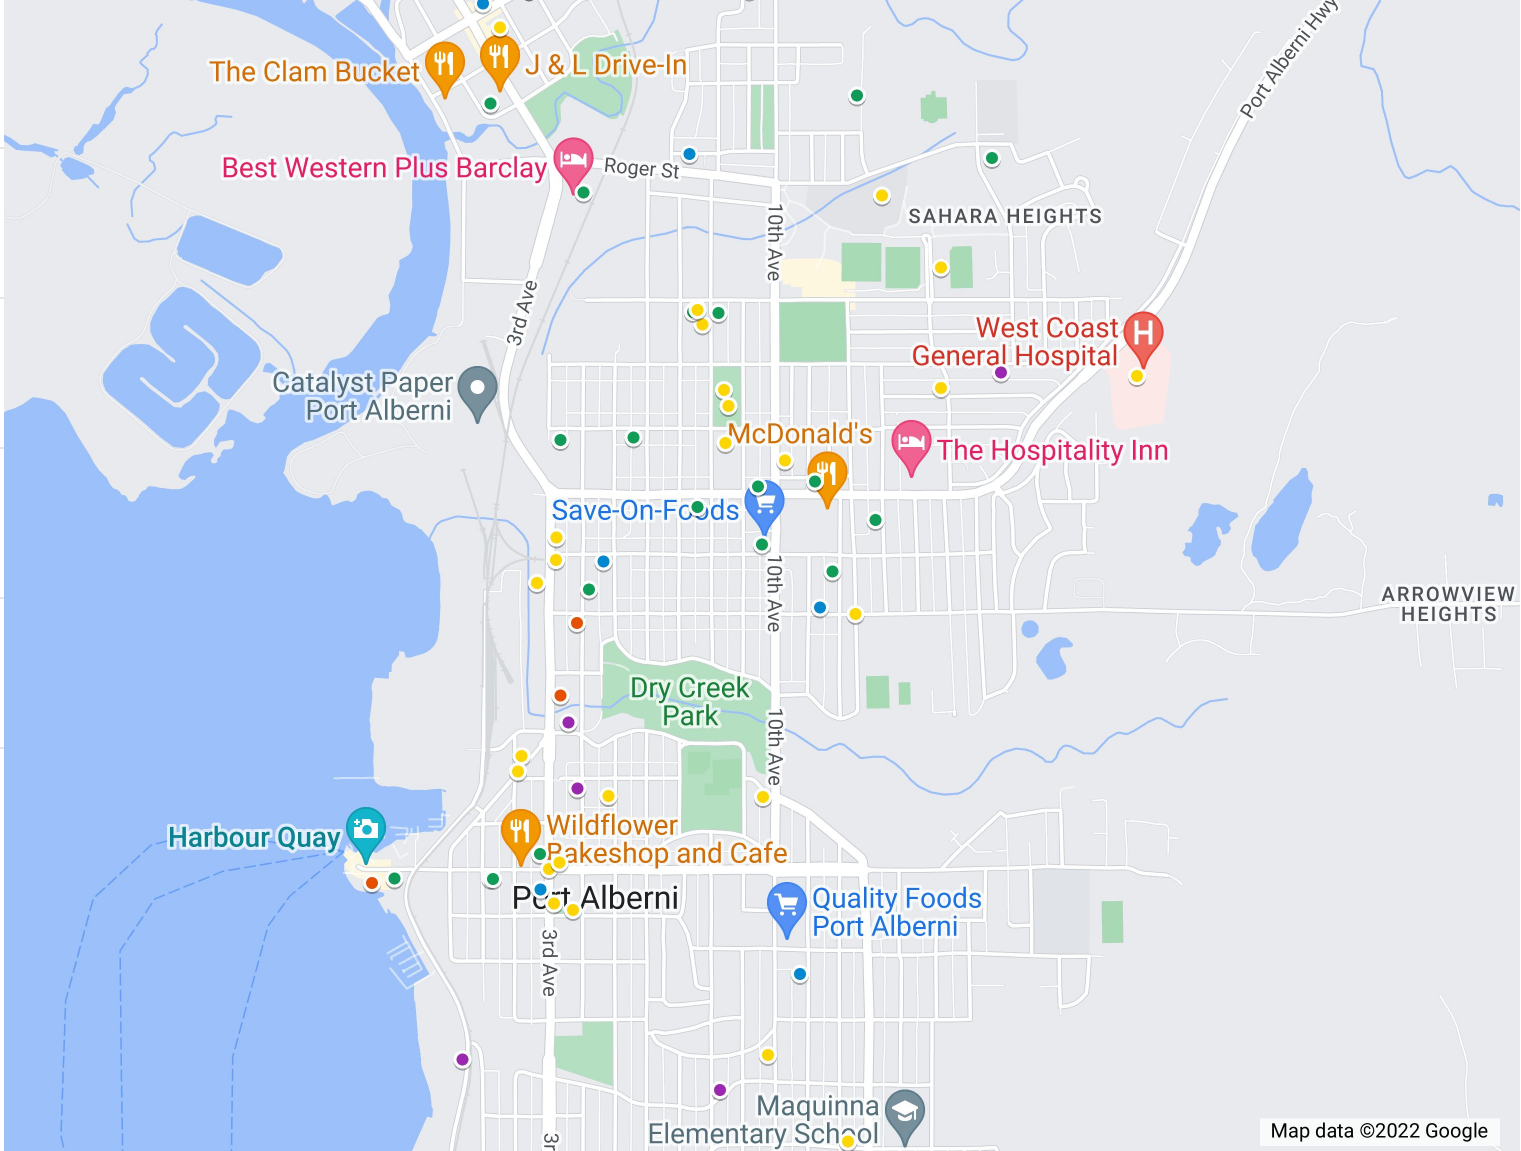 Port Alberni Hwy
J & L Drive-In
The Clam Bucket
Best Western Plus Barclay
Roger St
SAHARA HEIGHTS
10th Ave
3rd Ave
West Coast
General Hospital
Catalyst Paper
Port Alberni
McDonald's
The Hospitality Inn
Save-On-Foods
10th Ave
ARROWVIEW
HEIGHTS
Dry Creek
Park
10th Ave
Harbour Quay
Wildflower
Bakeshop and Cafe
Port Alberni
Quality Foods
Port Alberni
3rd Ave
Maquinna
Elementary School
3r
Map data ©2022 Google